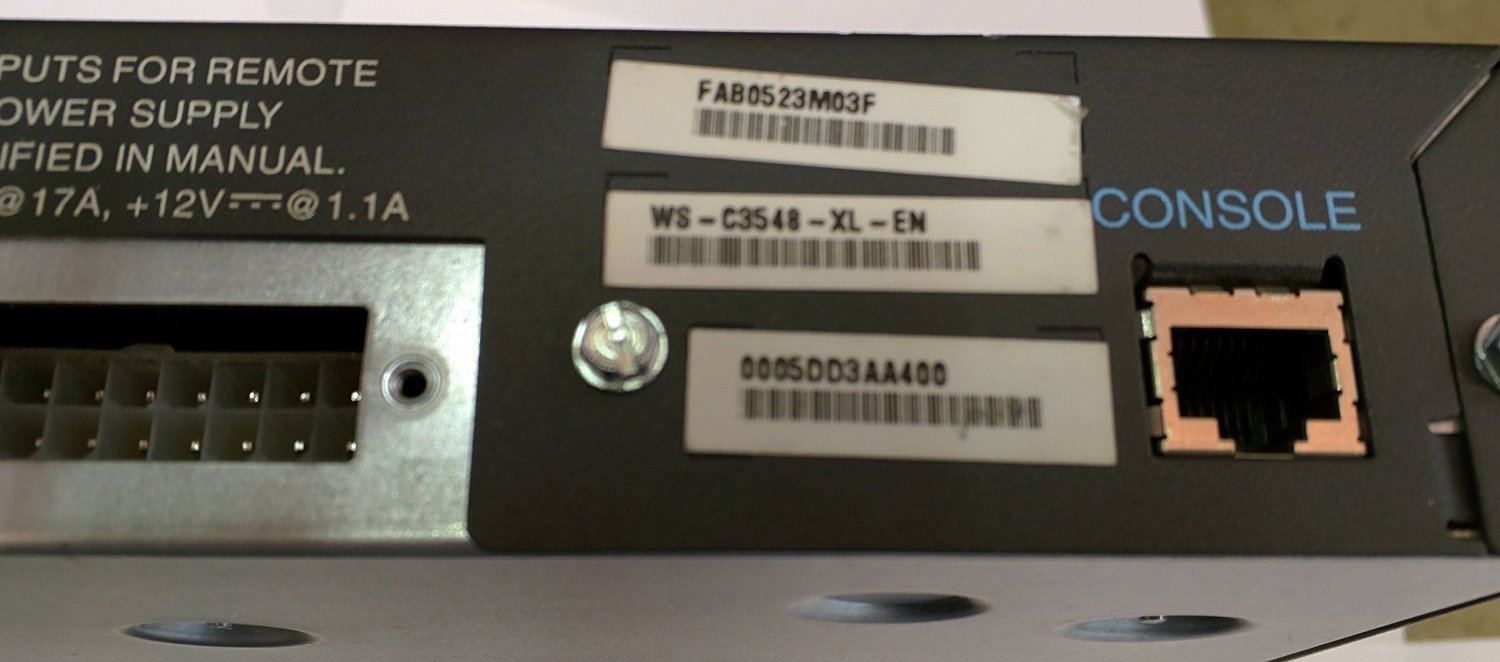 PUTS FOR REMOTE
OWER SUPPLY
IFIED IN MANUAL.
@17A, +12V⎓@1.1A
FAB0523M03F
WS-C3548-XL-EN
0005DD3AA400
CONSOLE